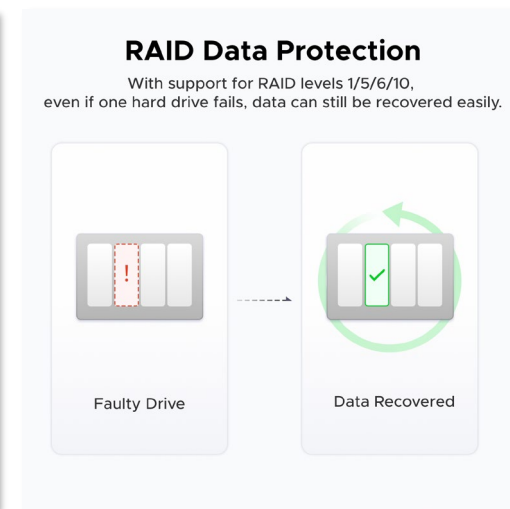 RAID Data Protection
With support for RAID levels 1/5/6/10,
even if one hard drive fails, data can still be recovered easily.
!
Faulty Drive
Data Recovered